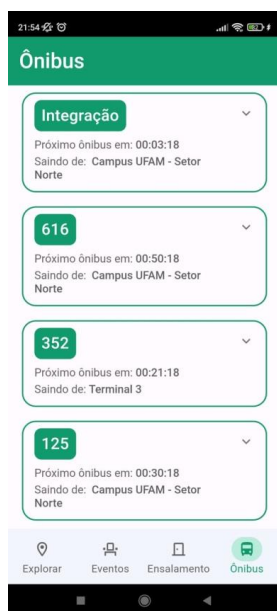 21:54
Ônibus
Integração
Próximo ônibus em: 00:03:18
Saindo de: Campus UFAM - Setor
Norte
616
Próximo ônibus em: 00:50:18
Saindo de: Campus UFAM - Setor
Norte
352
Próximo ônibus em: 00:21:18
Saindo de: Terminal 3
125
Próximo ônibus em: 00:30:18
Saindo de: Campus UFAM - Setor
Norte
Explorar Eventos Ensalamento Ônibus